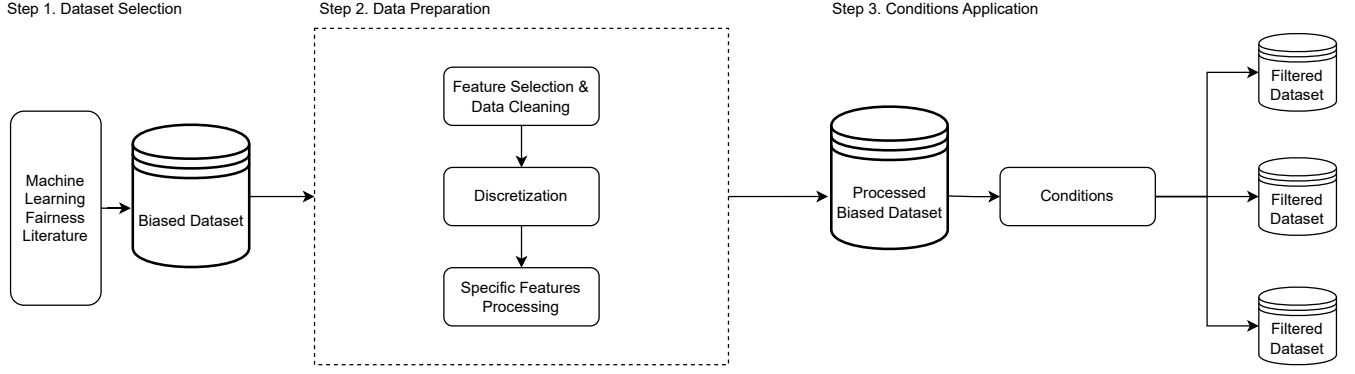 Step 1. Dataset Selection
Step 2. Data Preparation
Step 3. Conditions Application
Machine
Learning
Fairness
Literature
Biased Dataset
Feature Selection &
Data Cleaning
Discretization
Specific Features
Processing
Processed
Biased Dataset
Conditions
Filtered
Dataset
Filtered
Dataset
Filtered
Dataset